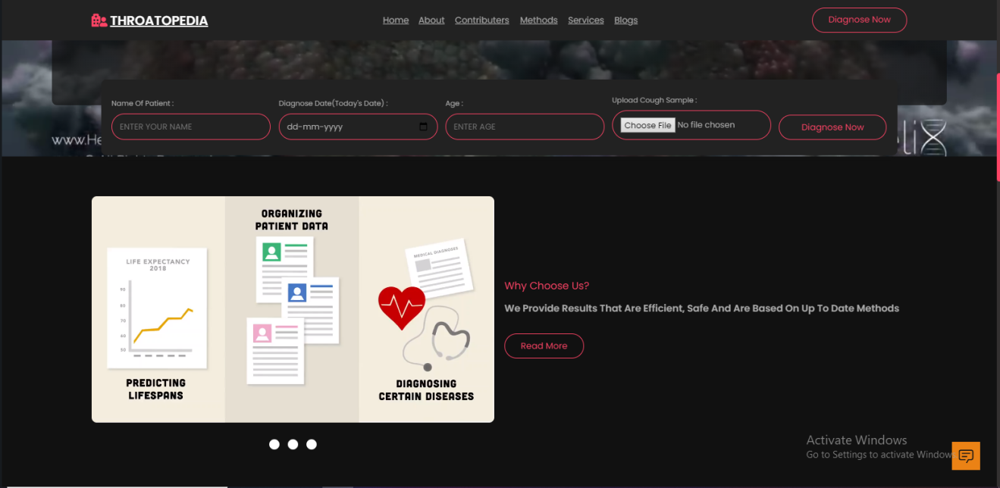 THROATOPEDIA
Home About Contributers Methods Services Blogs
Diagnose Now
Name Of Patient :
ENTER YOUR NAME
Diagnose Date(Today's Date) :
dd-mm-yyyy
Age :
ENTER AGE
Upload Cough Sample :
Choose File No file chosen
Diagnose Now
www.He
LIFE EXPECTANCY
2018
90
80
70
60
50
PREDICTING
LIFESPANS
ORGANIZING
PATIENT DATA
MEDICAL DIAGNOSES
DIAGNOSING
CERTAIN DISEASES
Why Choose Us?
We Provide Results That Are Efficient, Safe And Are Based On Up To Date Methods
Read More
Activate Windows
Go to Settings to activate Window